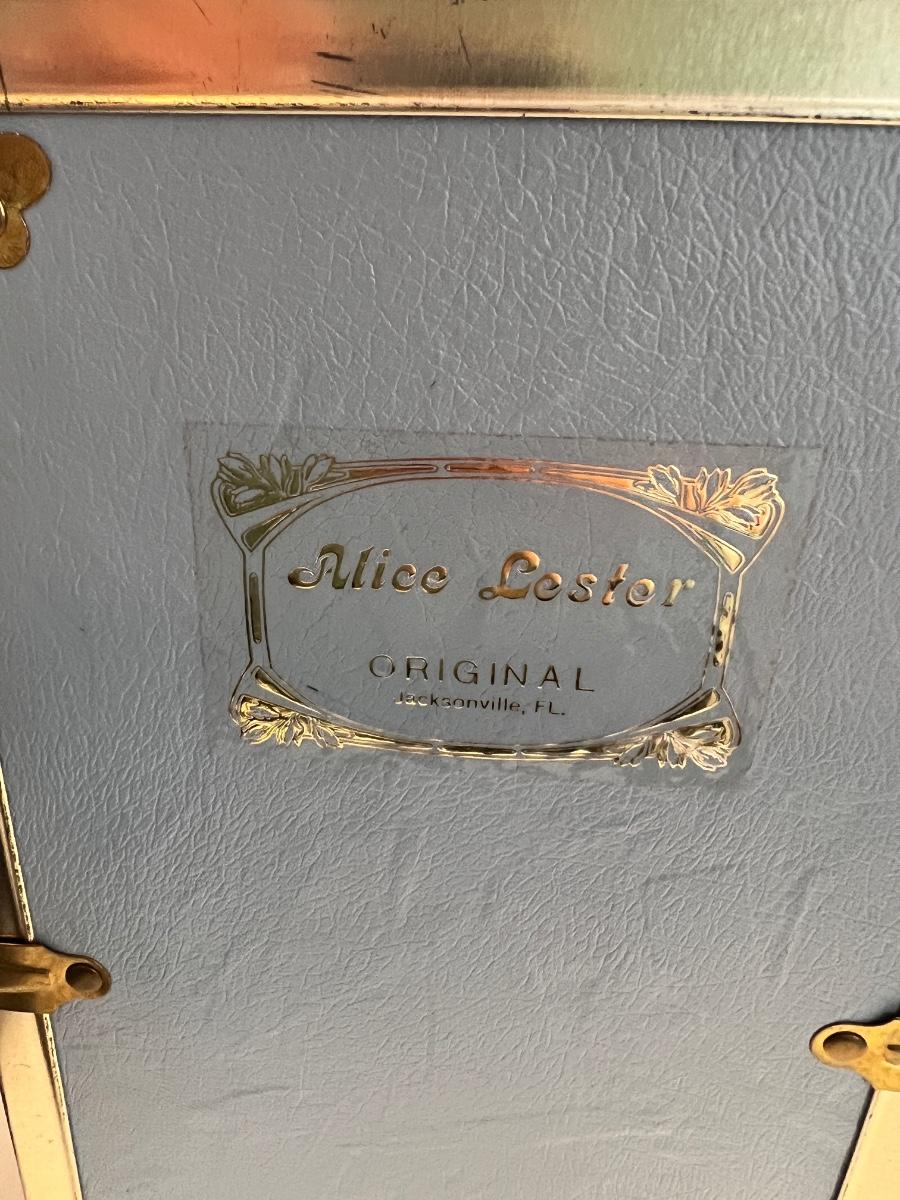 Alice Lester
ORIGINAL
Jacksonville, FL.